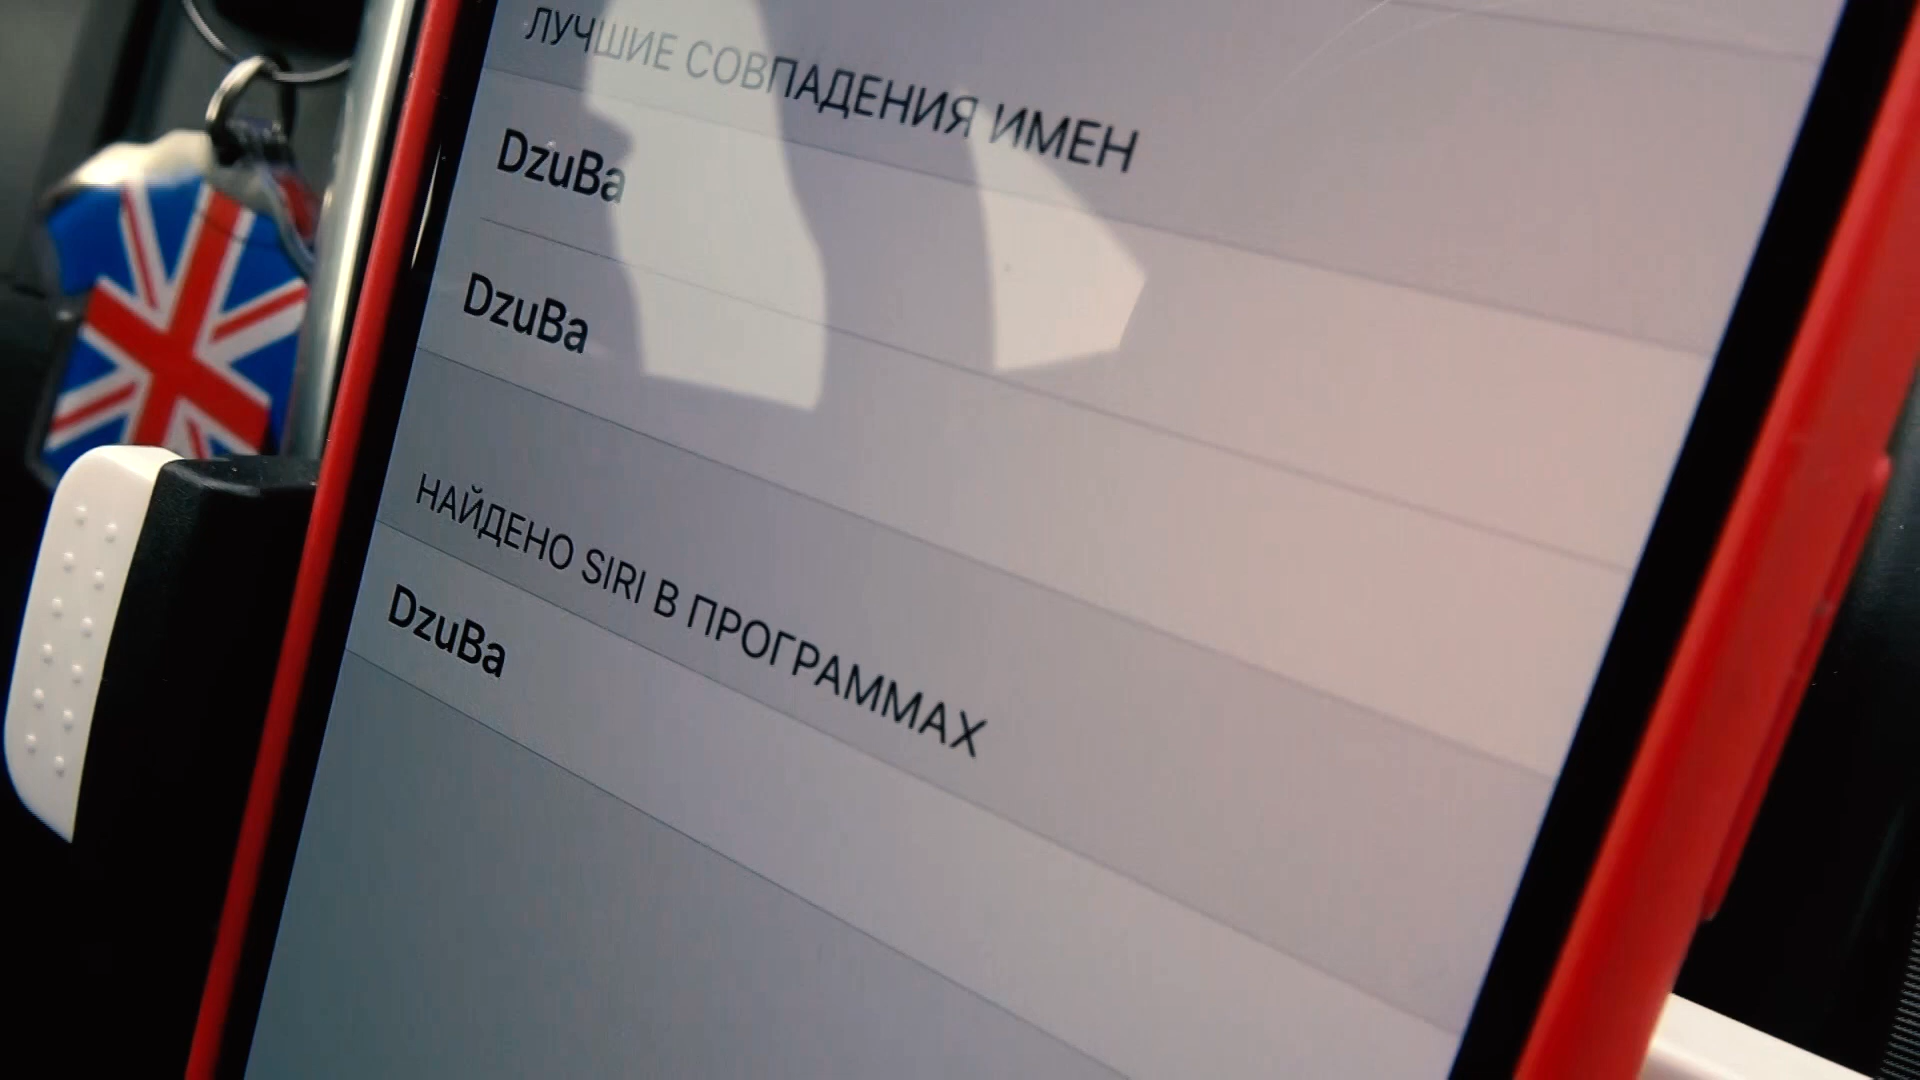 ЛУЧШИЕ СОВПАДЕНИЯ ИМЕН
DzuBa
DzuBa
НАЙДЕНО SIRI В ПРОГРАММАХ
DzuBa